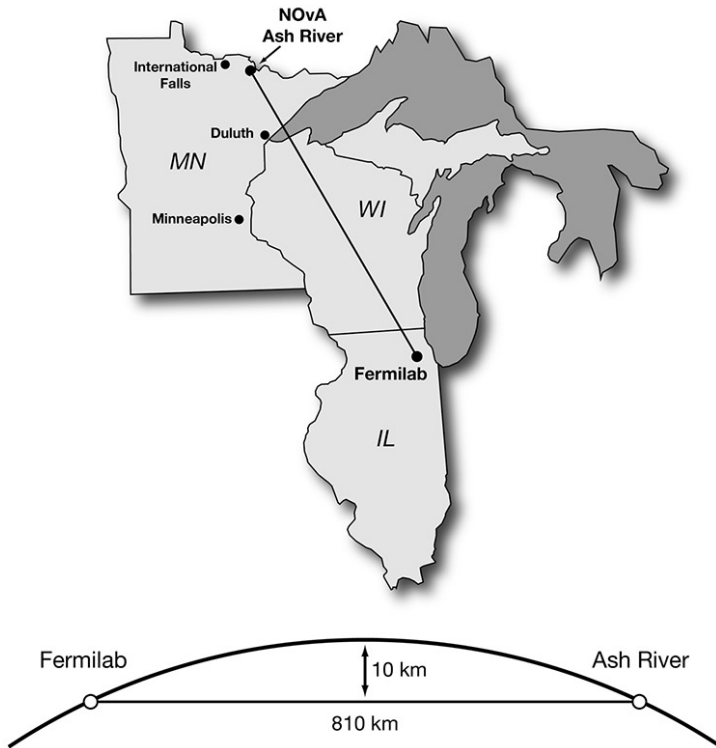 NOvA
Ash River
International
Falls
Duluth
MN
WI
Minneapolis
Fermilab
IL
Fermilab
Ash River
10 km
810 km